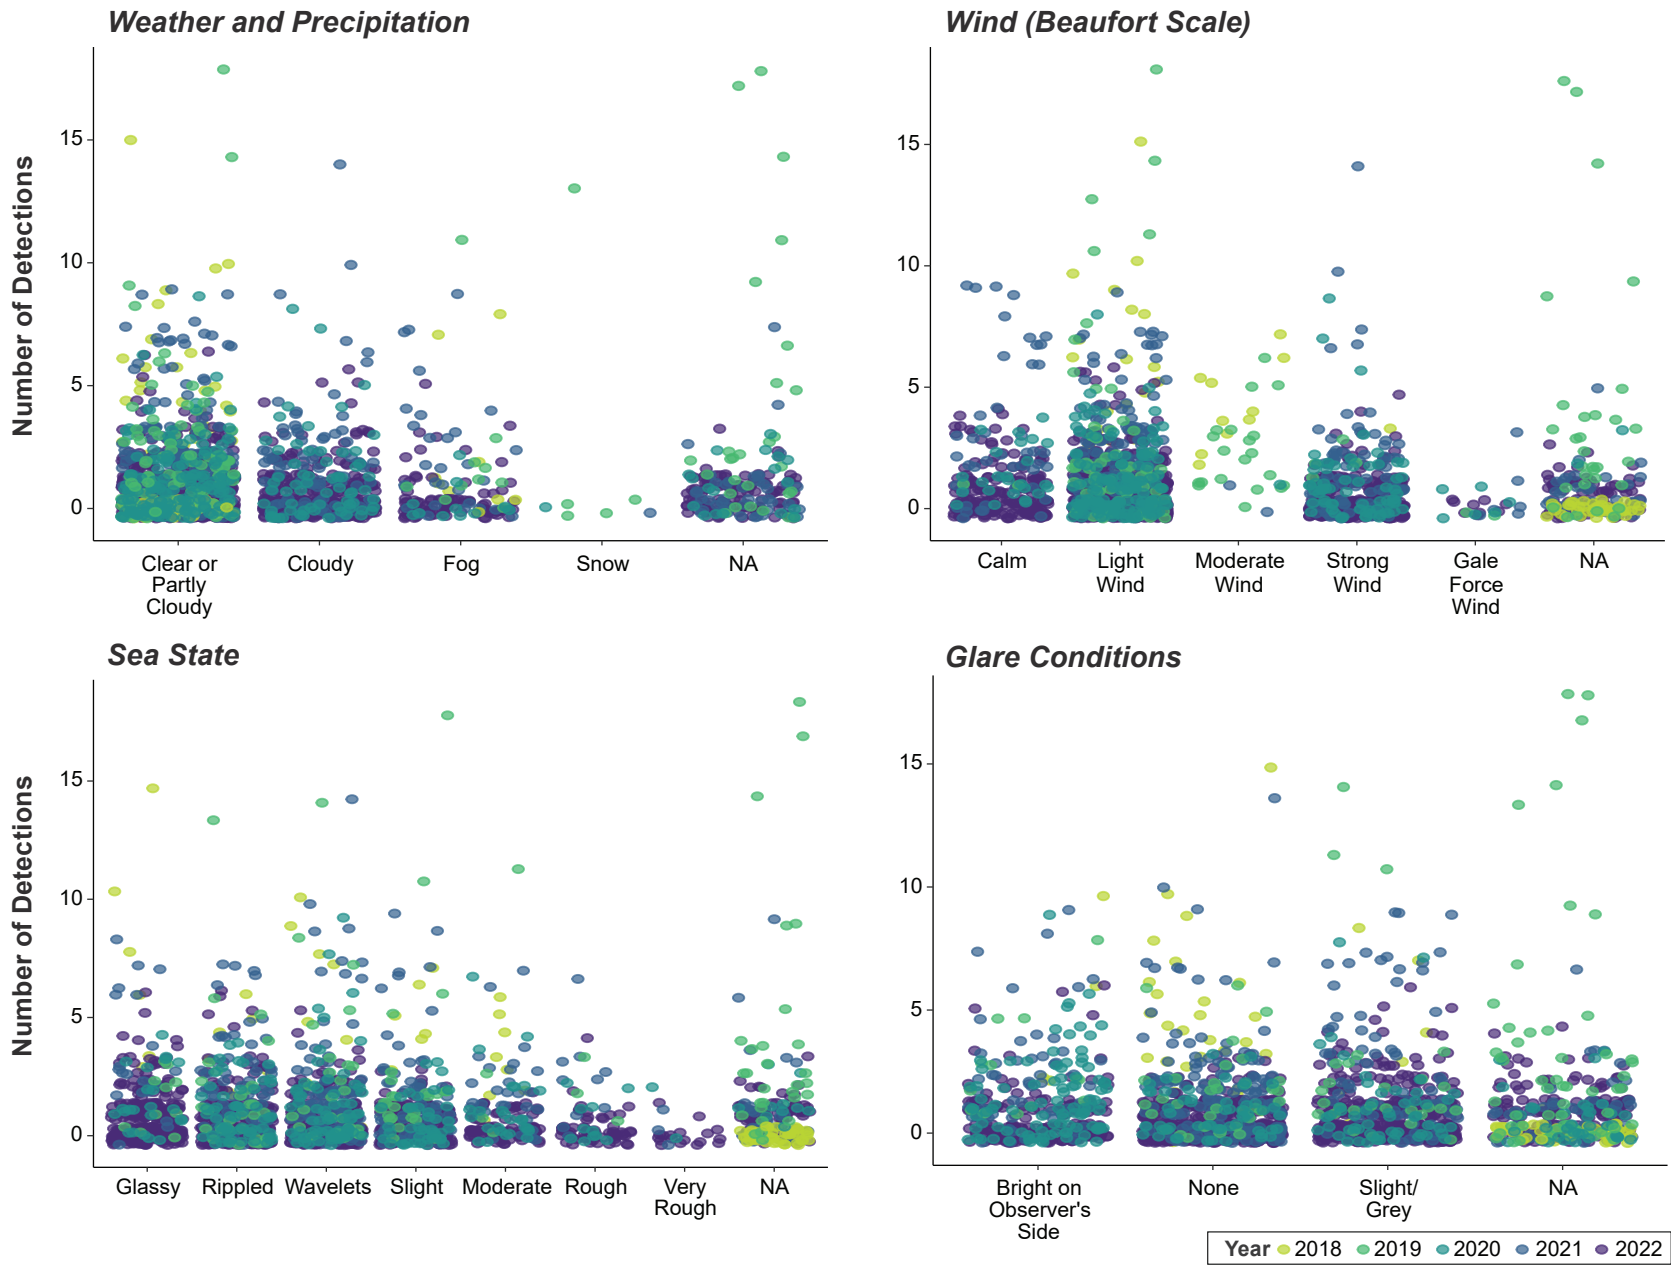 Weather and Precipitation
Number of Detections
15
10
5
0
Clear or
Partly
Cloudy
Cloudy
Fog
Snow
NA
Wind (Beaufort Scale)
15
10
5
0
Calm
Light
Wind
Moderate
Wind
Strong
Wind
Gale
Force
Wind
NA
Sea State
Number of Detections
15
10
5
0
Glassy
Rippled
Wavelets
Slight
Moderate
Rough
Very
Rough
NA
Glare Conditions
15
10
5
0
Bright on
Observer's
Side
None
Slight/
Grey
NA
Year 2018 2019 2020 2021 2022